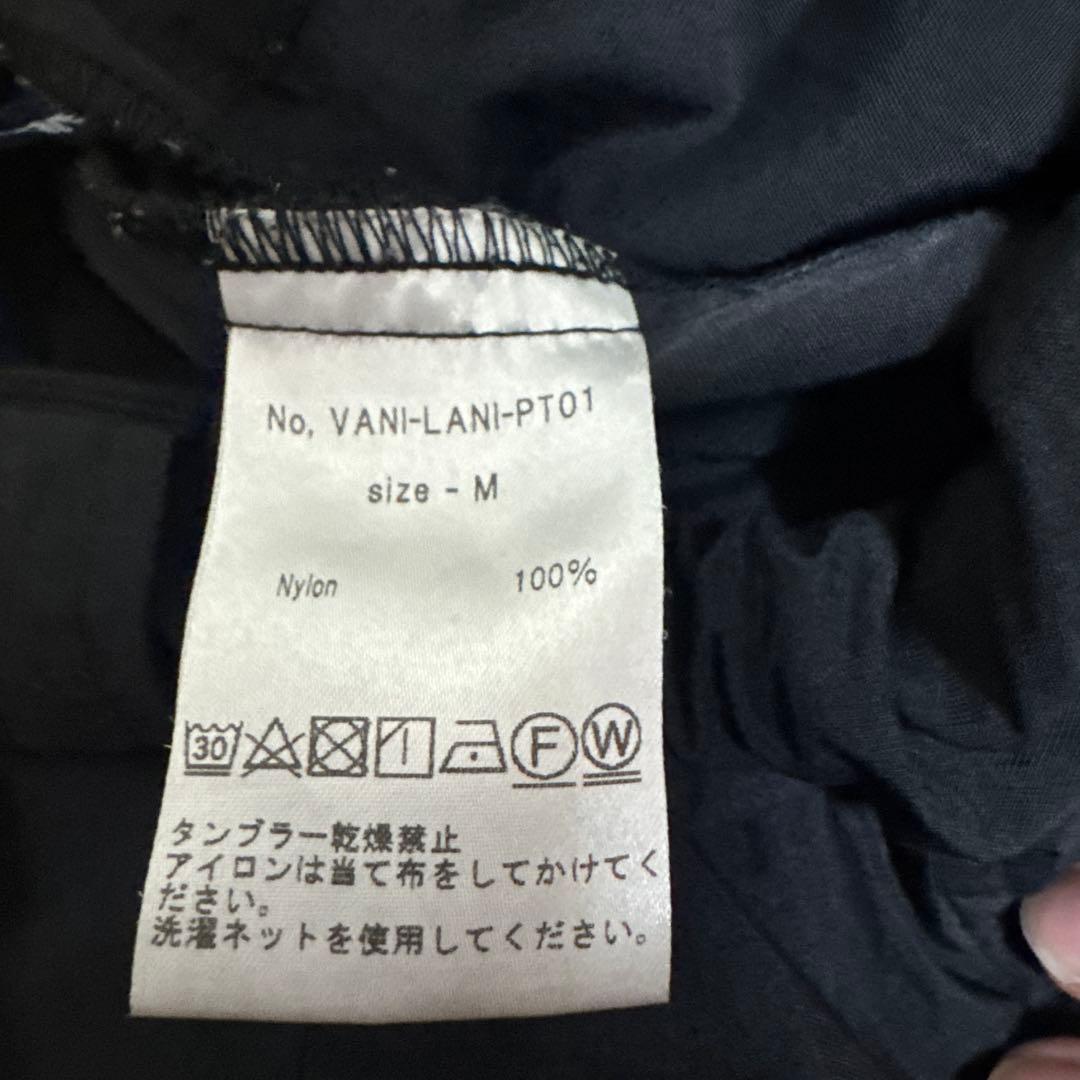 No, VANI-LANI-PT01
size - M
Nylon 100%
30 F W
タンブラー乾燥禁止
アイロンは当て布をしてかけてく
ださい。
洗濯ネットを使用してください。